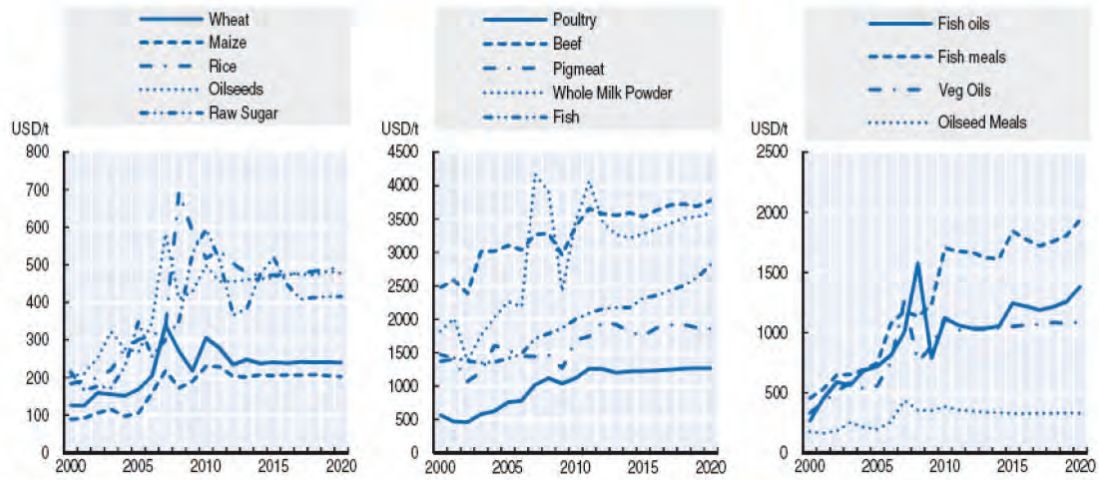 Wheat
Maize
Rice
Oilseeds
Raw Sugar
USD/t
800
700
600
500
400
300
200
100
0
2000 2005 2010 2015 2020
Poultry
Beef
Pigmeat
Whole Milk Powder
Fish
USD/t
4500
4000
3500
3000
2500
2000
1500
1000
500
0
2000 2005 2010 2015 2020
Fish oils
Fish meals
Veg Oils
Oilseed Meals
USD/t
2500
2000
1500
1000
500
0
2000 2005 2010 2015 2020